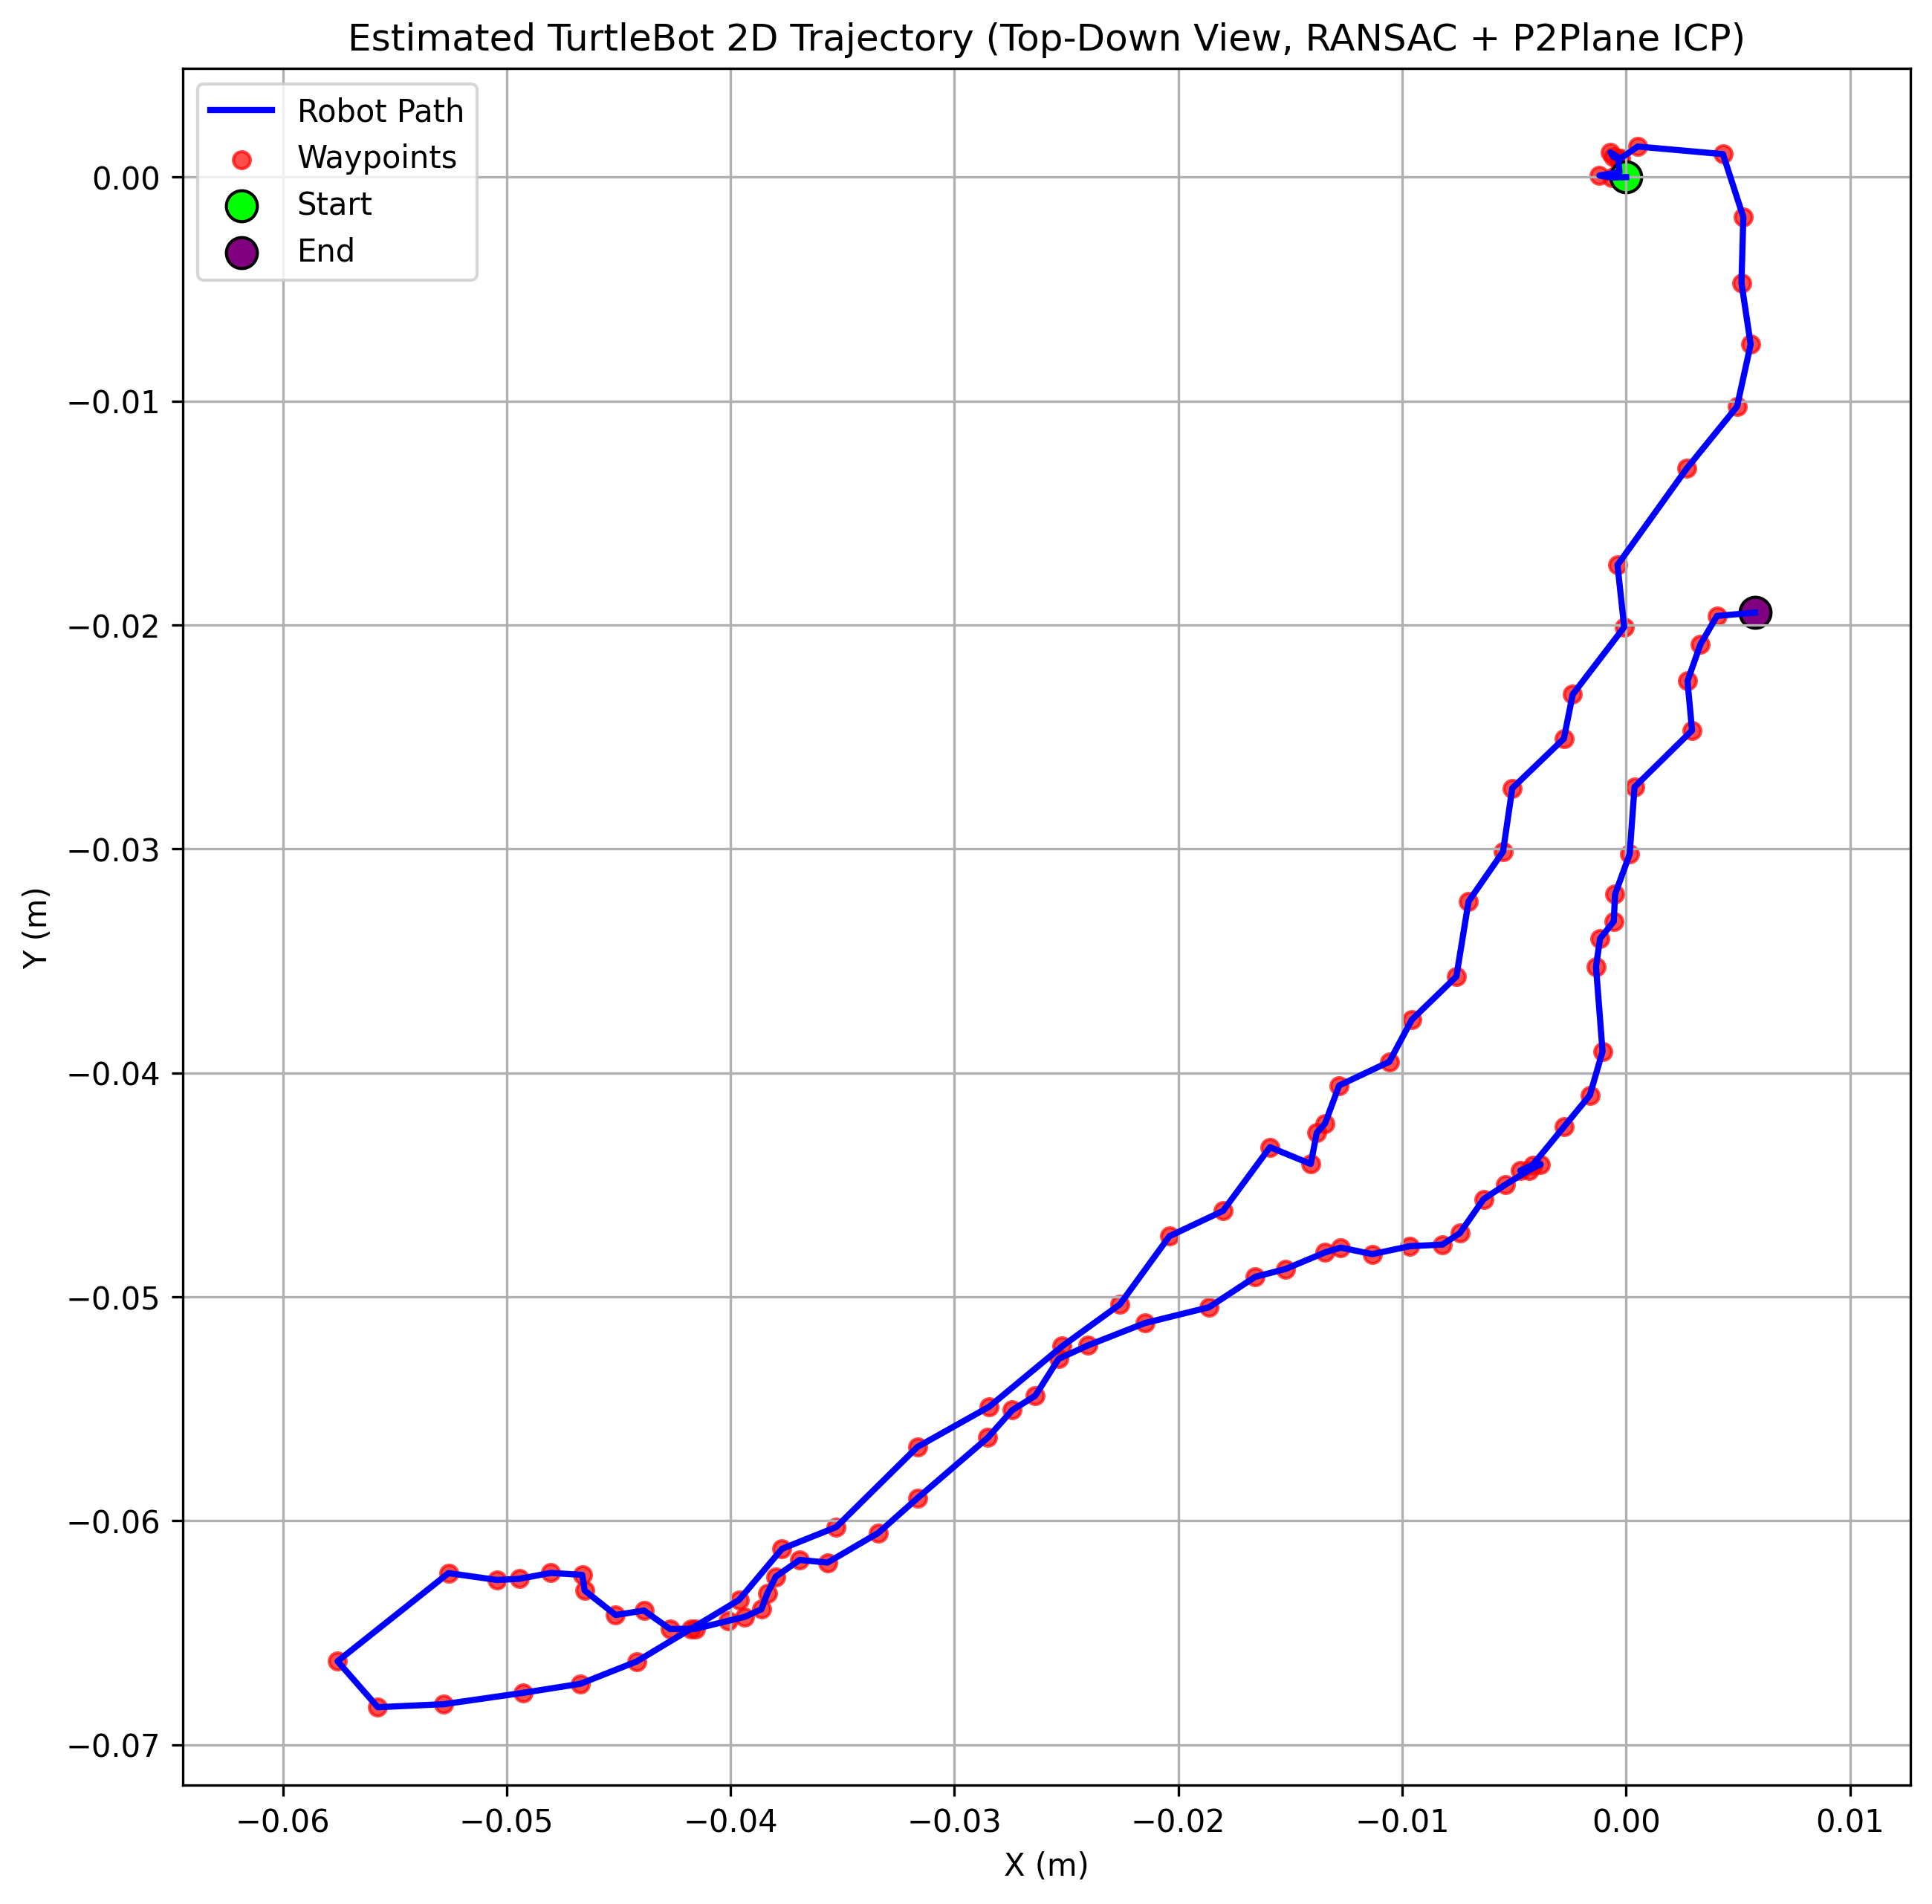 Estimated TurtleBot 2D Trajectory (Top-Down View, RANSAC + P2Plane ICP)
Robot Path
Waypoints
Start
End
0.00
−0.01
−0.02
−0.03
−0.04
−0.05
−0.06
−0.07
Y (m)
−0.06 −0.05 −0.04 −0.03 −0.02 −0.01 0.00 0.01
X (m)